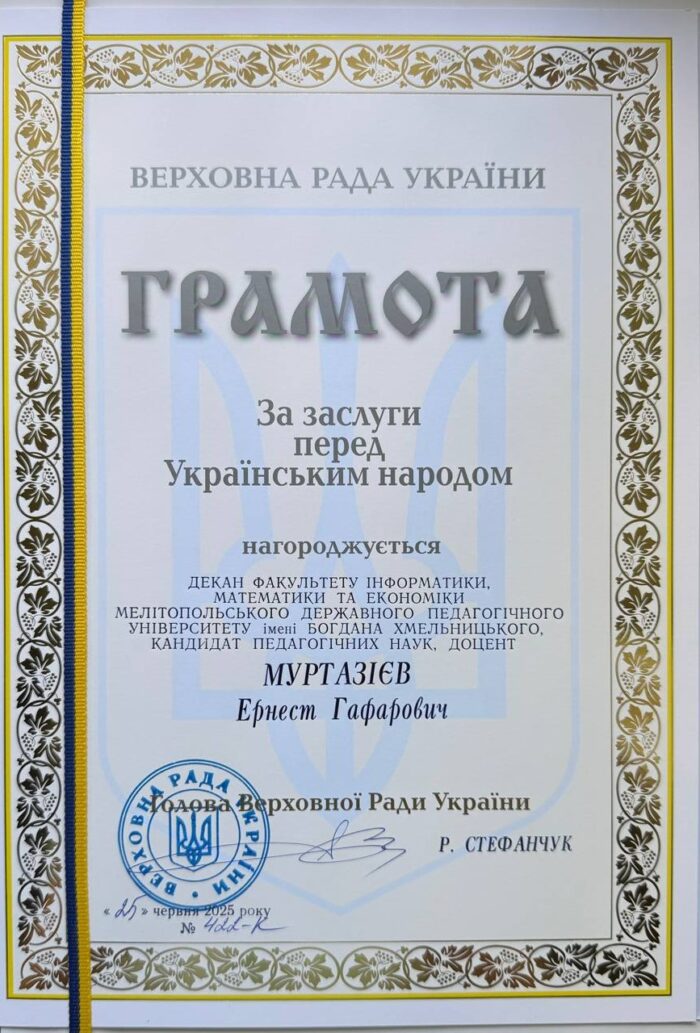 ВЕРХОВНА РАДА УКРАЇНИ
ГРАМОТА
За заслуги
перед
Українським народом
нагороджується
ДЕКАН ФАКУЛЬТЕТУ ІНФОРМАТИКИ,
МАТЕМАТИКИ ТА ЕКОНОМІКИ
МЕЛІТОПОЛЬСЬКОГО ДЕРЖАВНОГО ПЕДАГОГІЧНОГО
УНІВЕРСИТЕТУ імені БОГДАНА ХМЕЛЬНИЦЬКОГО,
КАНДИДАТ ПЕДАГОГІЧНИХ НАУК, ДОЦЕНТ
МУРТАЗІЄВ
Ернест Гафарович
Голова Верховної Ради України
ВЕРХОВНА РАДА УКРАЇНИ
Р. СТЕФАНЧУК
« 25 » червня 2025 року
№ 422-к